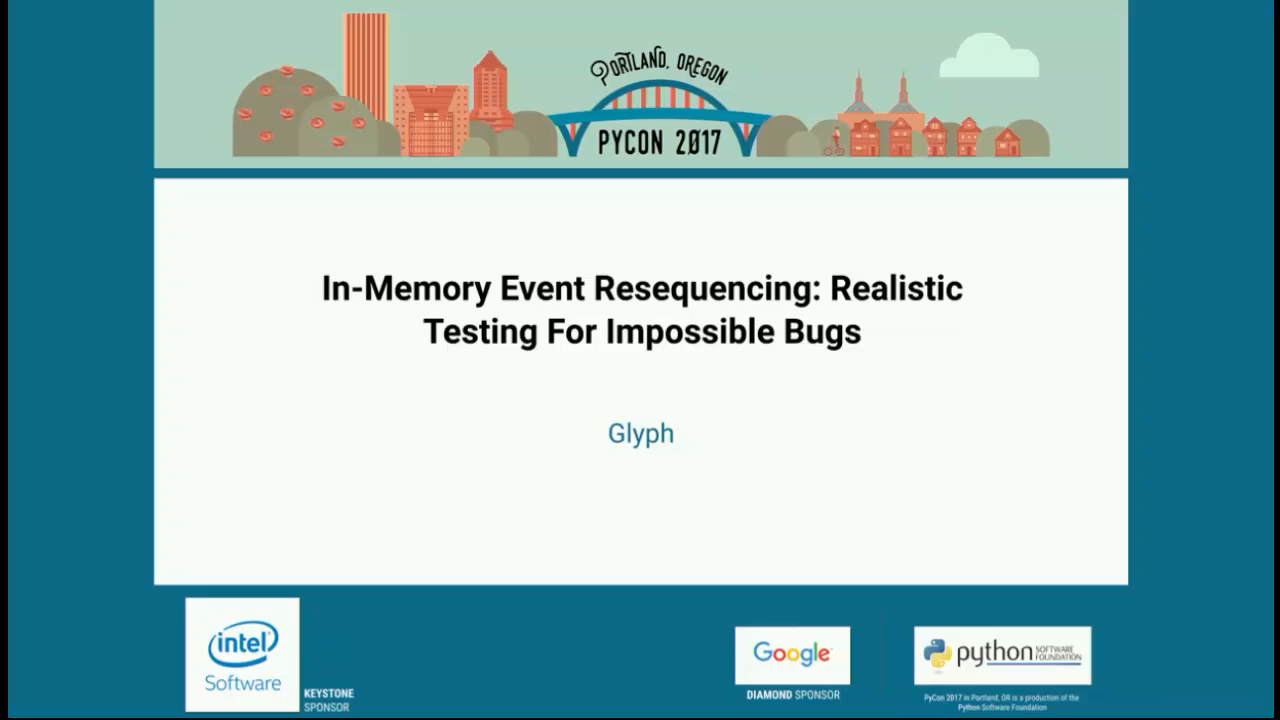 PORTLAND, OREGON
PYCON 2017
In-Memory Event Resequencing: Realistic
Testing For Impossible Bugs
Glyph
intel
Software
KEYSTONE
SPONSOR
Google
DIAMOND SPONSOR
python
SOFTWARE
FOUNDATION
PyCon 2017 in Portland, OR is a production of the
Python Software Foundation